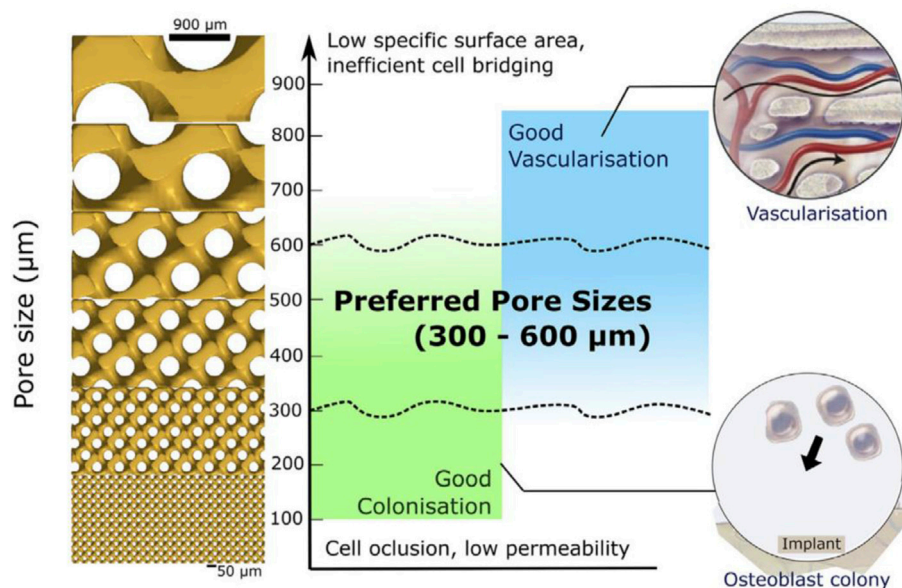 900 µm
Pore size (µm)
50 µm
Low specific surface area,
inefficient cell bridging
900
800
700
600
500
400
300
200
100
Good
Vascularisation
Preferred Pore Sizes
(300 - 600 µm)
Good
Colonisation
Cell oclusion, low permeability
Vascularisation
Implant
Osteoblast colony